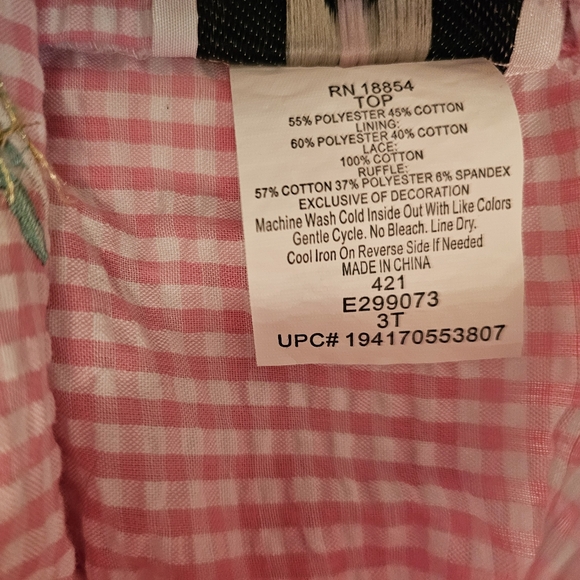 RN 18854
TOP
55% POLYESTER 45% COTTON
LINING:
60% POLYESTER 40% COTTON
LACE:
100% COTTON
RUFFLE:
57% COTTON 37% POLYESTER 6% SPANDEX
EXCLUSIVE OF DECORATION
Machine Wash Cold Inside Out With Like Colors
Gentle Cycle. No Bleach. Line Dry.
Cool Iron On Reverse Side If Needed
MADE IN CHINA
421
E299073
3T
UPC# 194170553807